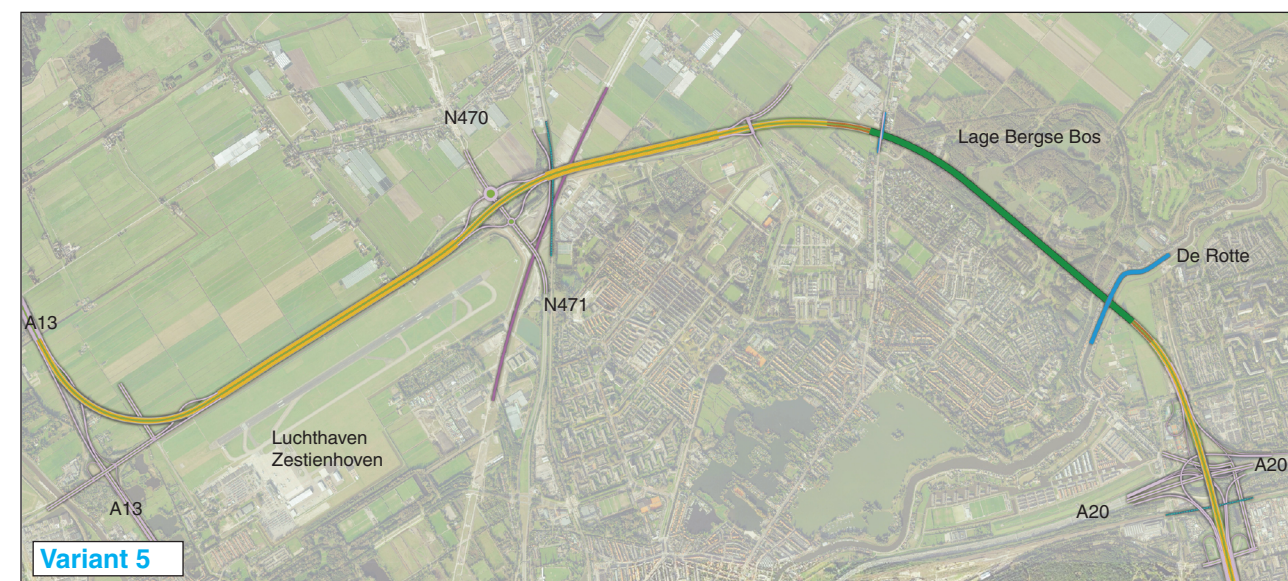 N470
Lage Bergse Bos
De Rotte
N471
A13
Luchthaven
Zestienhoven
A20
A13
A20
Variant 5